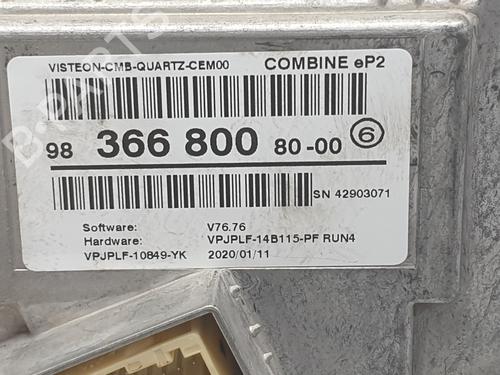 VISTEON-CMB-QUARTZ-CEM00 COMBINE eP2
98 366 800 80-00 6
SN 42903071
Software: V76.76
Hardware: VPJPLF-14B115-PF RUN4
VPJPLF-10849-YK 2020/01/11
B-PARTS